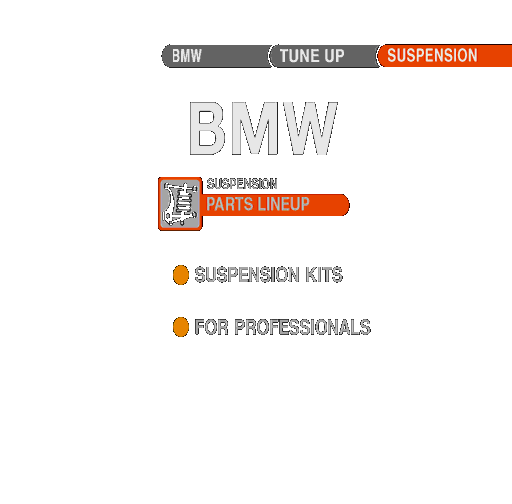 BMW
TUNE UP
SUSPENSION
BMW
SUSPENSION
PARTS LINEUP
SUSPENSION KITS
FOR PROFESSIONALS